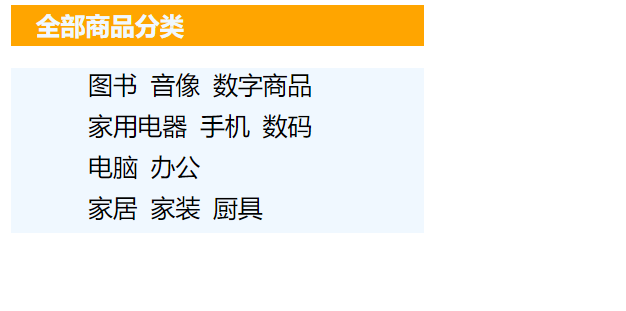 全部商品分类
图书 音像 数字商品
家用电器 手机 数码
电脑 办公
家居 家装 厨具